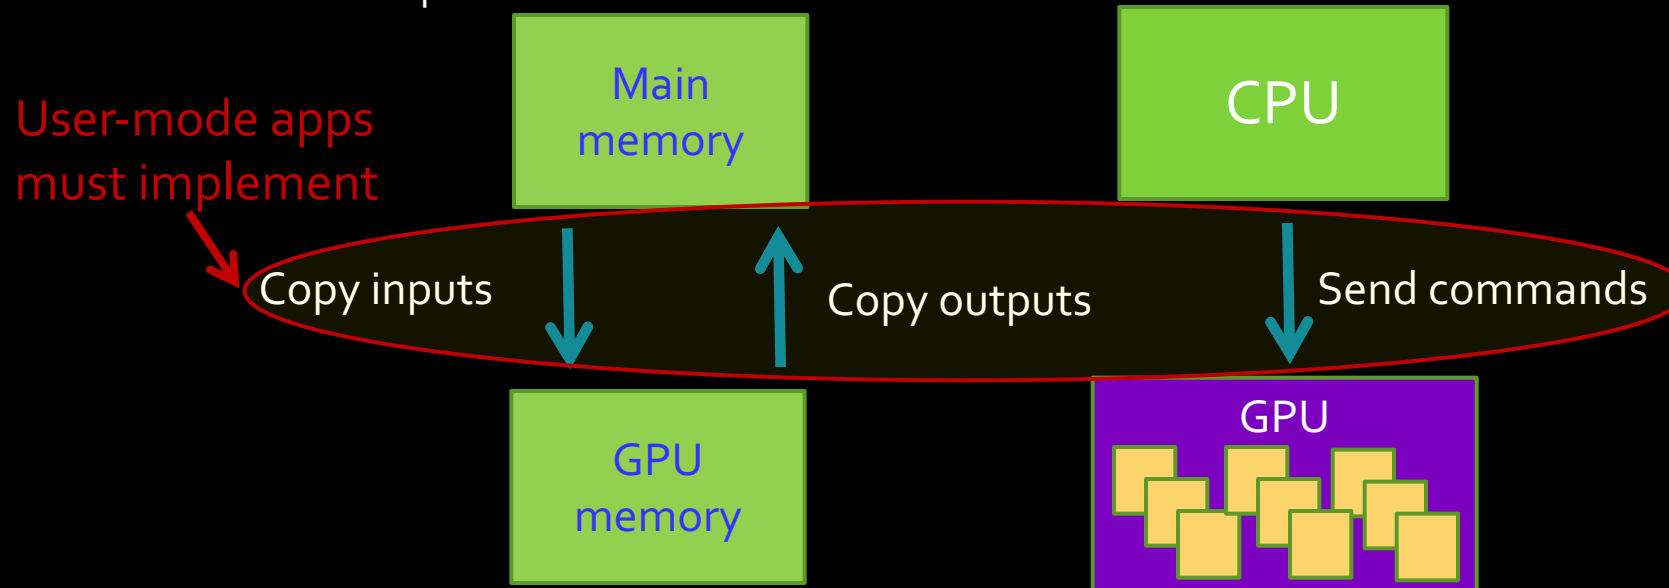 User-mode apps
must implement
Main
memory
CPU
Copy inputs
Copy outputs
Send commands
GPU
memory
GPU